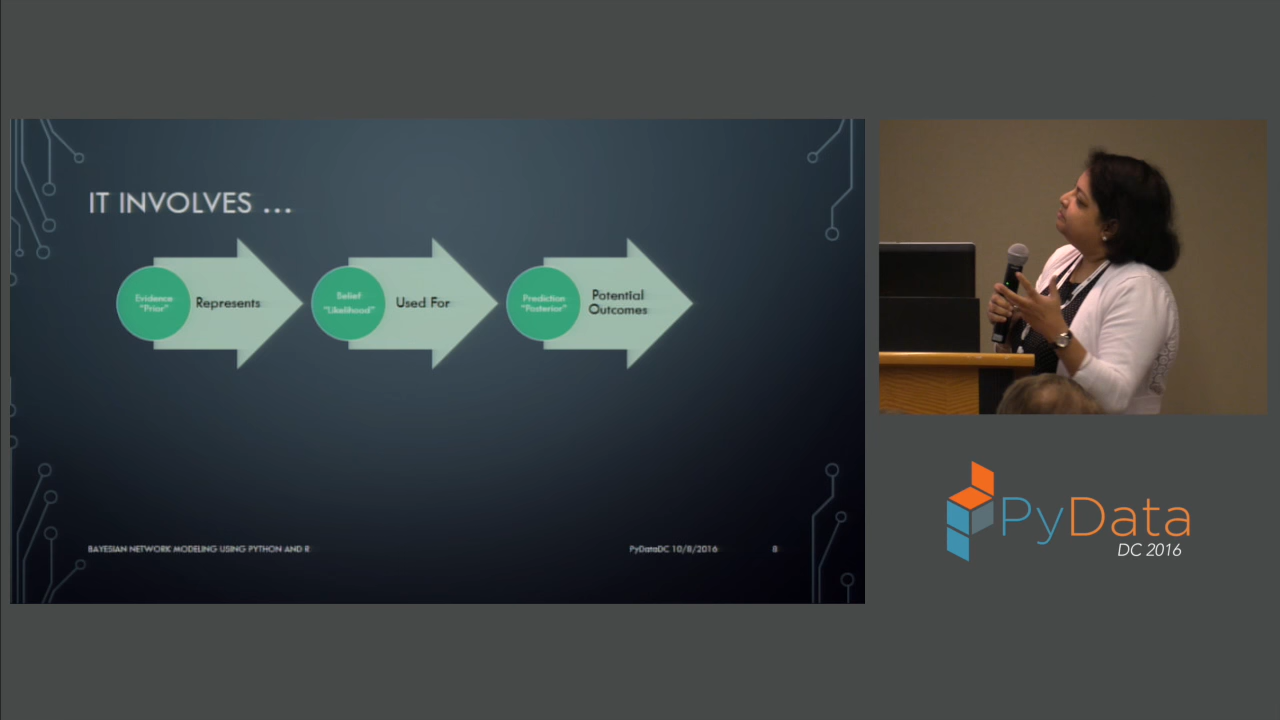 IT INVOLVES ...
Evidence
"Prior"
Represents
Belief
"Likelihood"
Used For
Prediction
"Posterior"
Potential
Outcomes
BAYESIAN NETWORK MODELING USING PYTHON AND R
PyDataDC 10/8/2016
8
PyData
DC 2016